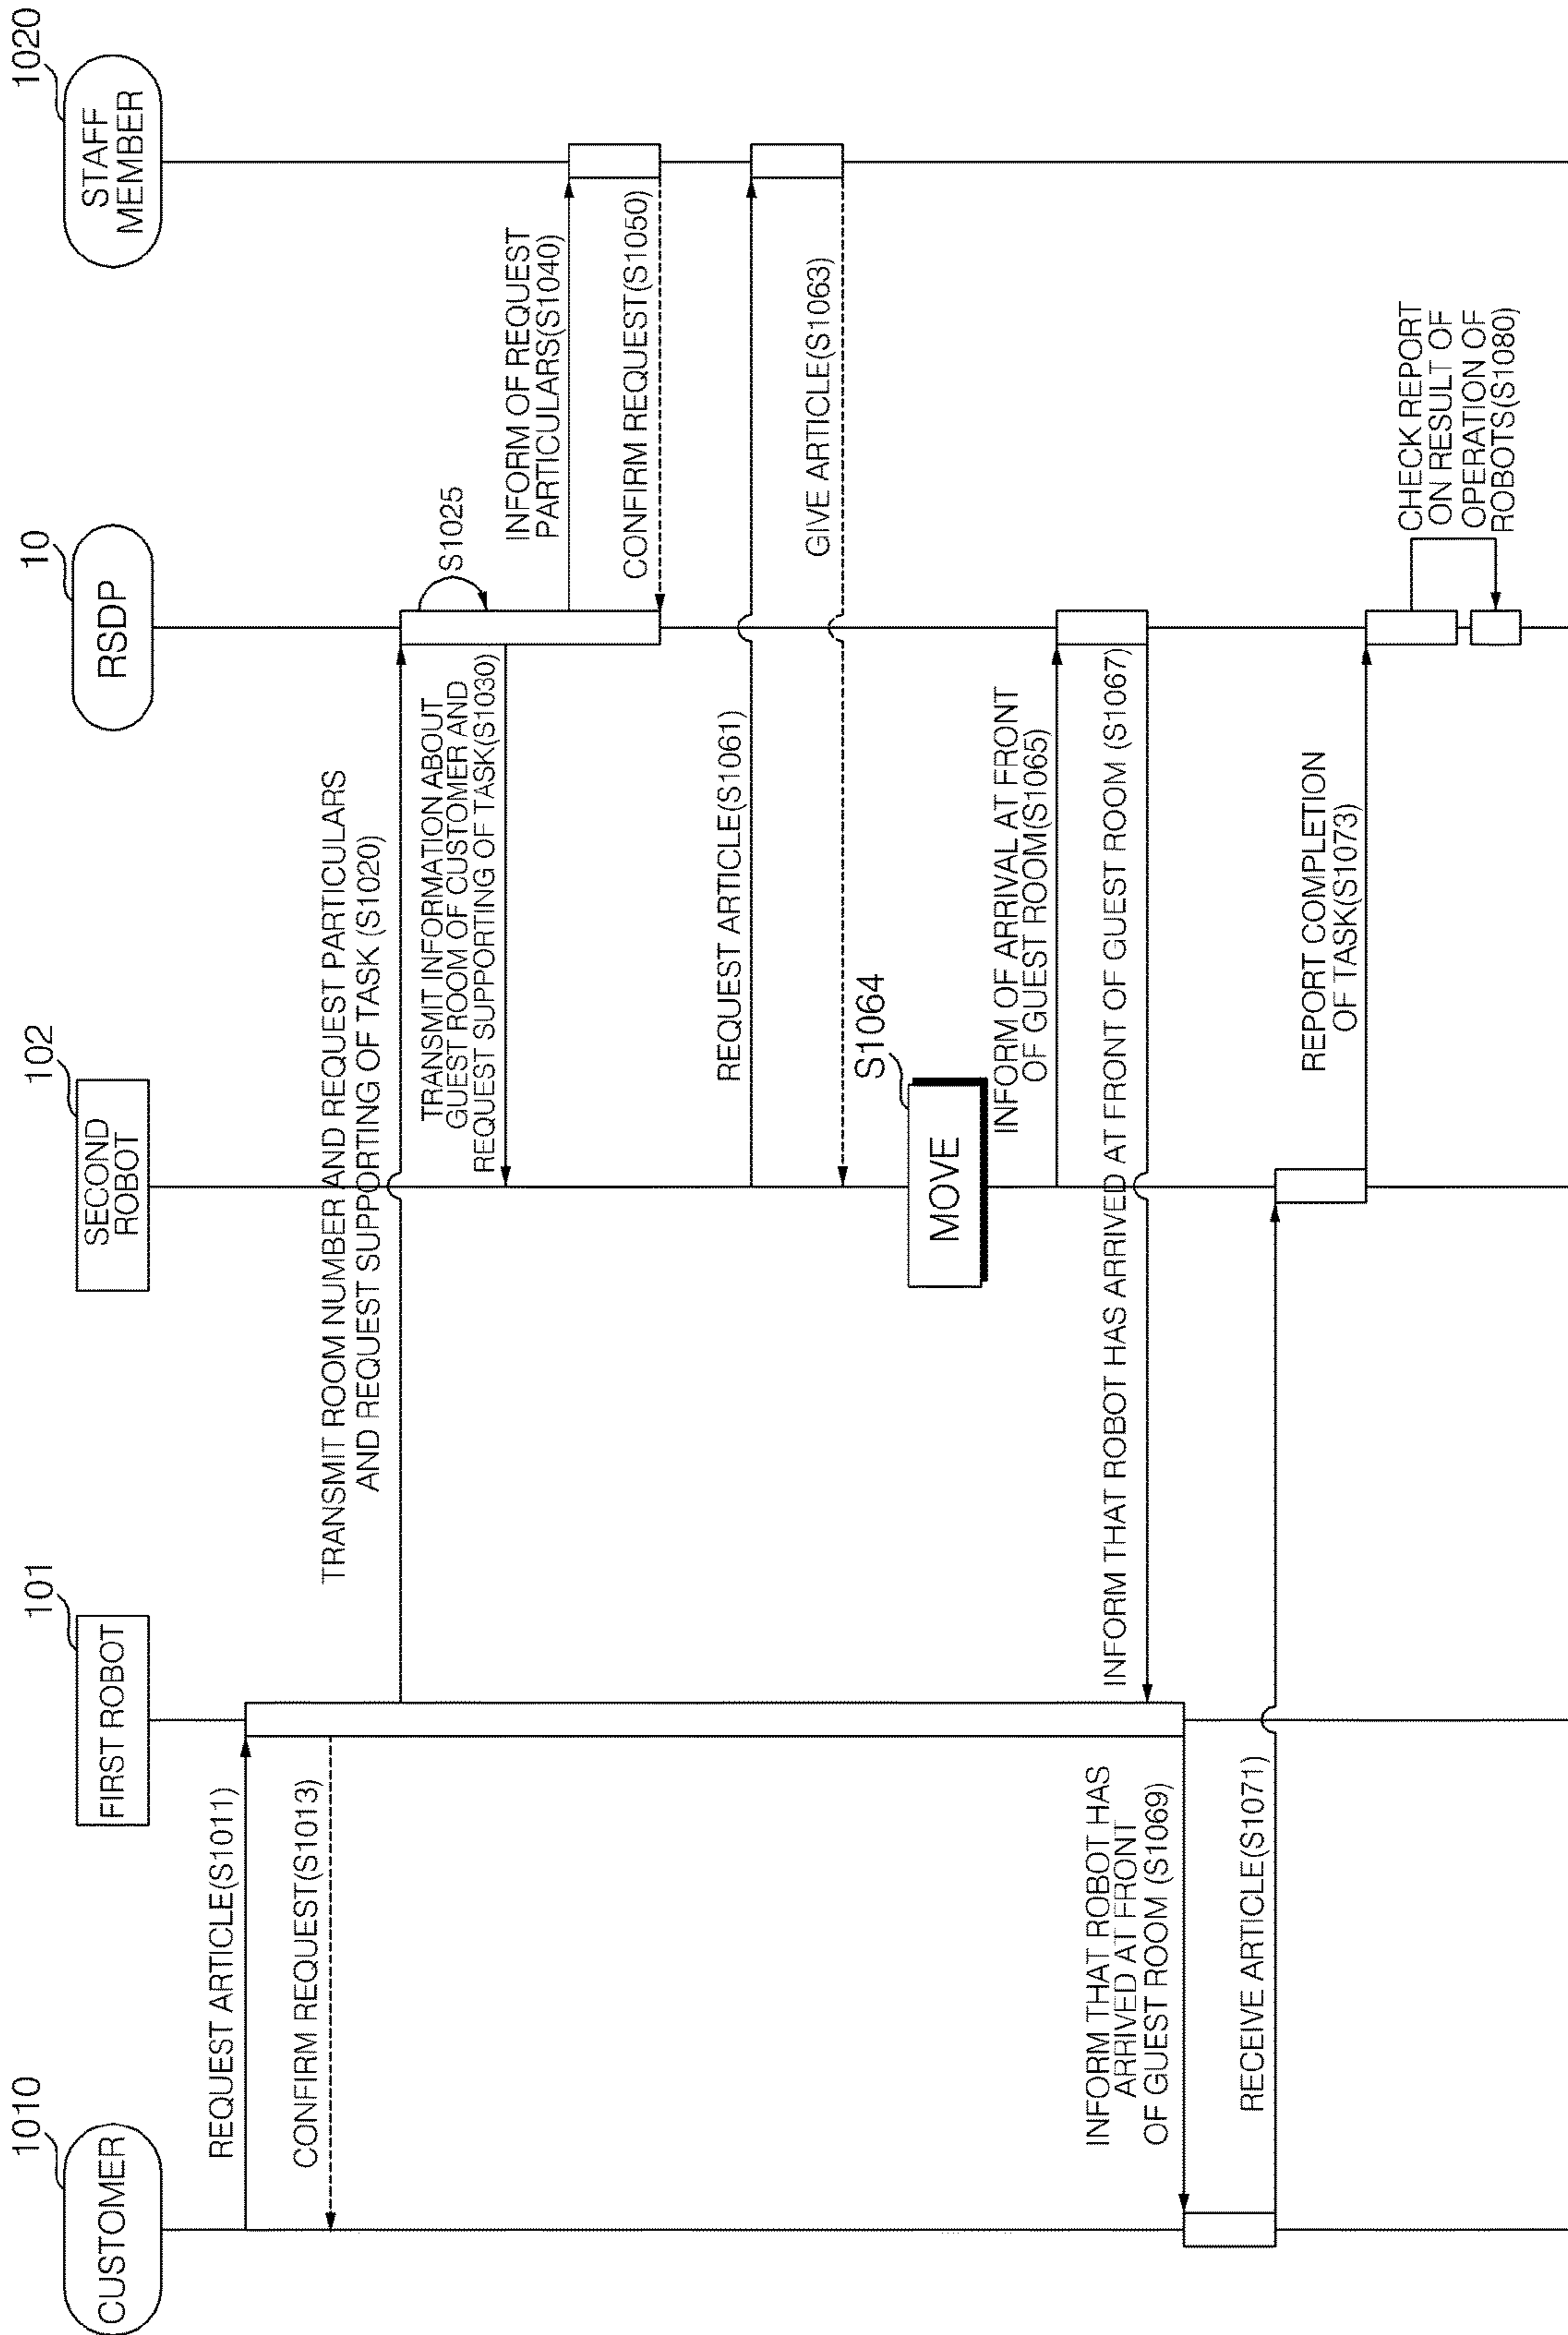 1010
CUSTOMER
101
FIRST ROBOT
102
SECOND
ROBOT
10
RSDP
1020
STAFF
MEMBER
REQUEST ARTICLE(S1011)
CONFIRM REQUEST(S1013)
TRANSMIT ROOM NUMBER AND REQUEST PARTICULARS
AND REQUEST SUPPORTING OF TASK (S1020)
S1025
TRANSMIT INFORMATION ABOUT
GUEST ROOM OF CUSTOMER AND
REQUEST SUPPORTING OF TASK(S1030)
INFORM OF REQUEST
PARTICULARS(S1040)
CONFIRM REQUEST(S1050)
REQUEST ARTICLE(S1061)
GIVE ARTICLE(S1063)
S1064
MOVE
INFORM OF ARRIVAL AT FRONT
OF GUEST ROOM(S1065)
INFORM THAT ROBOT HAS ARRIVED AT FRONT OF GUEST ROOM (S1067)
INFORM THAT ROBOT HAS
ARRIVED AT FRONT
OF GUEST ROOM (S1069)
RECEIVE ARTICLE(S1071)
REPORT COMPLETION
OF TASK(S1073)
CHECK REPORT
ON RESULT OF
OPERATION OF
ROBOTS(S1080)